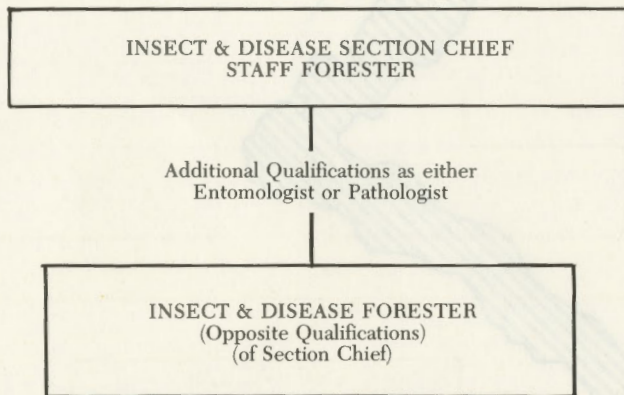 INSECT & DISEASE SECTION CHIEF
STAFF FORESTER
Additional Qualifications as either
Entomologist or Pathologist
INSECT & DISEASE FORESTER
(Opposite Qualifications)
(of Section Chief)